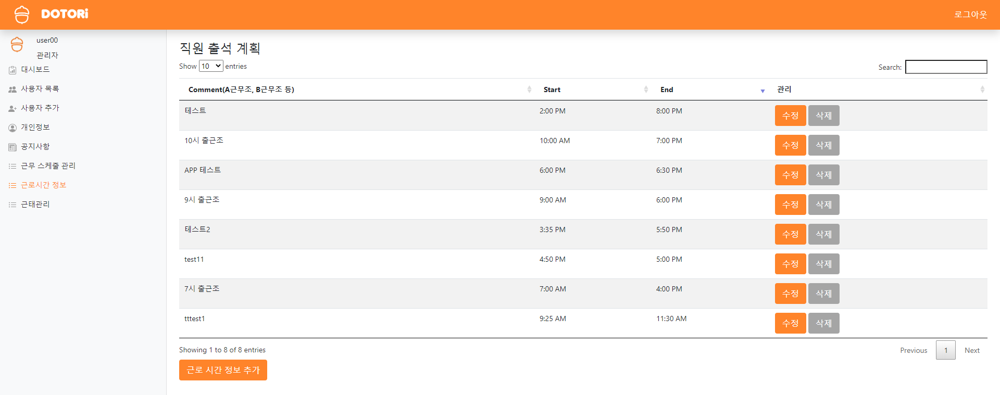 DOTORi
로그아웃
user00
관리자
대시보드
사용자 목록
사용자 추가
개인정보
공지사항
근무 스케줄 관리
근로시간 정보
근태관리
직원 출석 계획
Show 10 entries
Search:
Comment(A근무조, B근무조 등) Start End 관리
테스트 2:00 PM 8:00 PM 수정 삭제
10시 출근조 10:00 AM 7:00 PM 수정 삭제
APP 테스트 6:00 PM 6:30 PM 수정 삭제
9시 출근조 9:00 AM 6:00 PM 수정 삭제
테스트2 3:35 PM 5:50 PM 수정 삭제
test11 4:50 PM 5:00 PM 수정 삭제
7시 출근조 7:00 AM 4:00 PM 수정 삭제
tttest1 9:25 AM 11:30 AM 수정 삭제
Showing 1 to 8 of 8 entries
Previous 1 Next
근로 시간 정보 추가